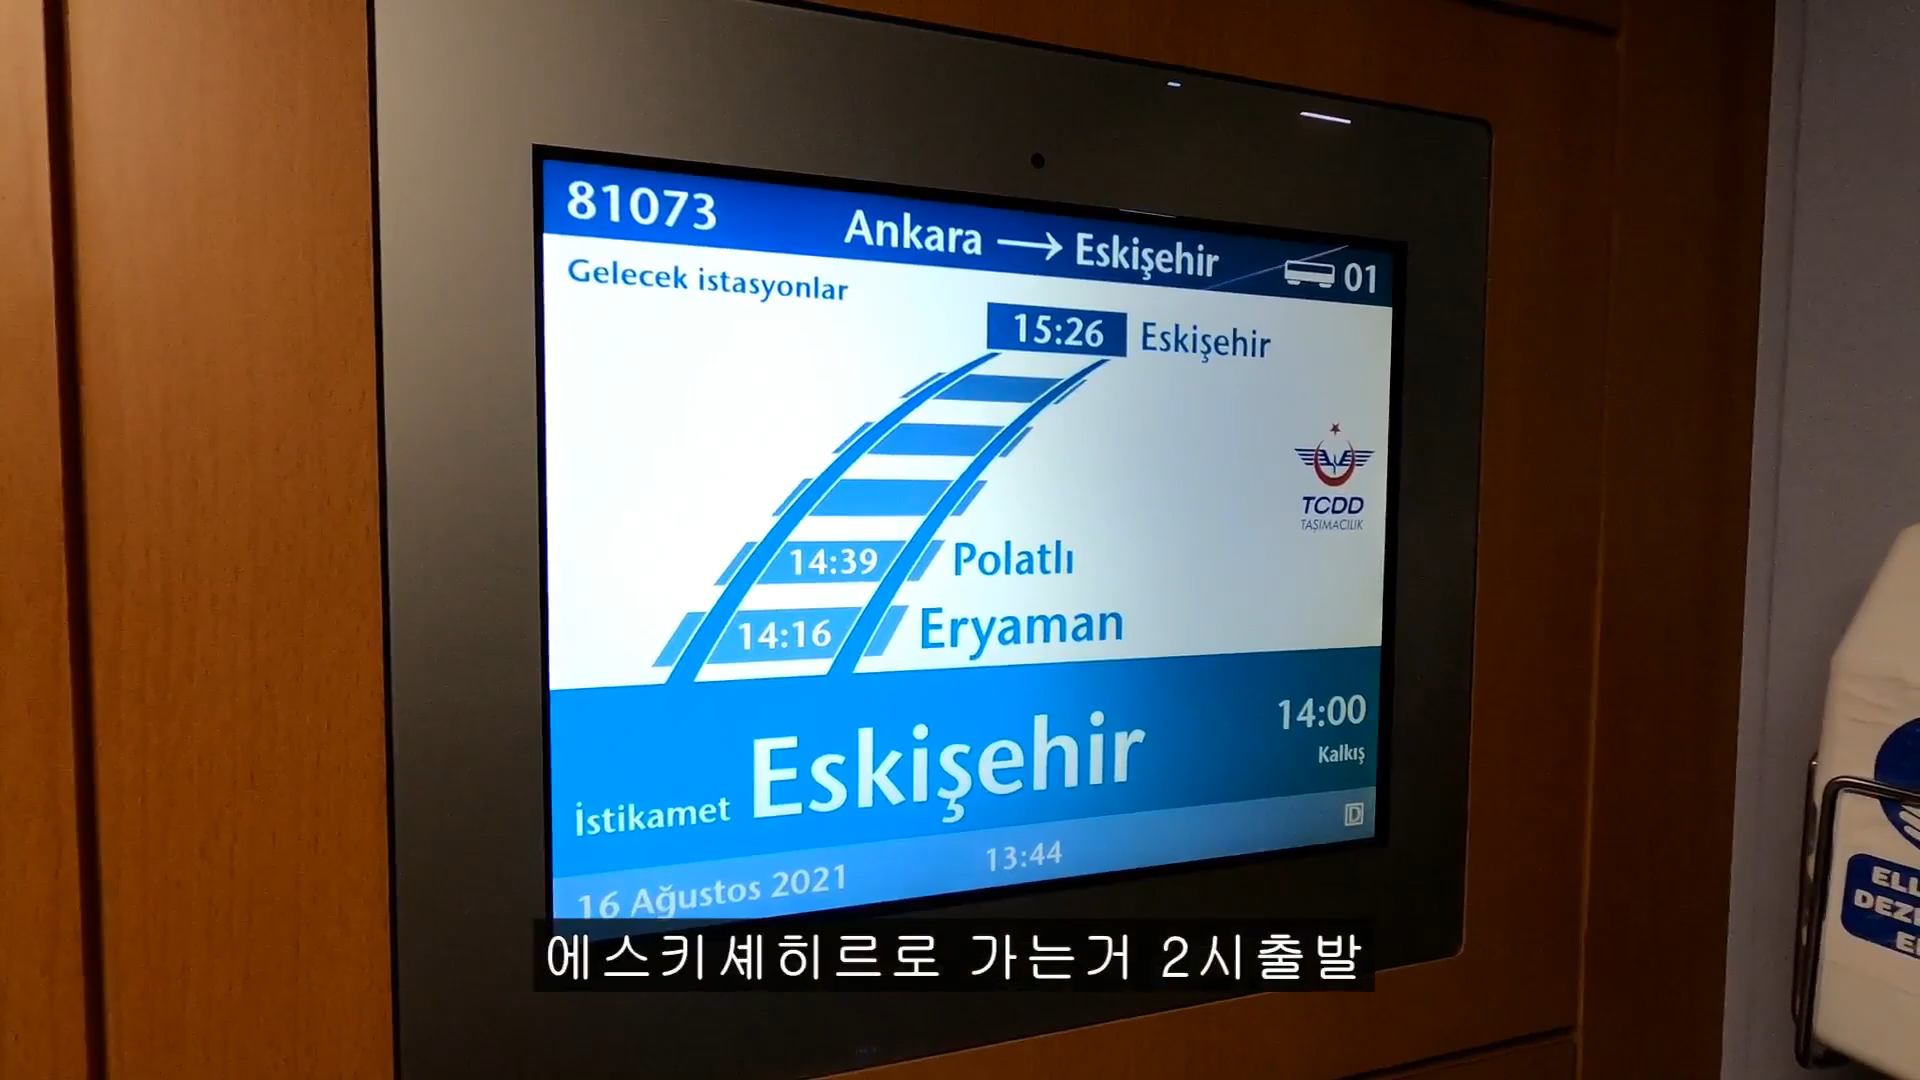 81073
Ankara → Eskişehir
01
Gelecek istasyonlar
15:26 Eskişehir
TCDD
TAŞIMACILIK
14:39 Polatlı
14:16 Eryaman
14:00
Kalkış
İstikamet Eskişehir
D
16 Ağustos 2021
13:44
에스키셰히르로 가는거 2시출발